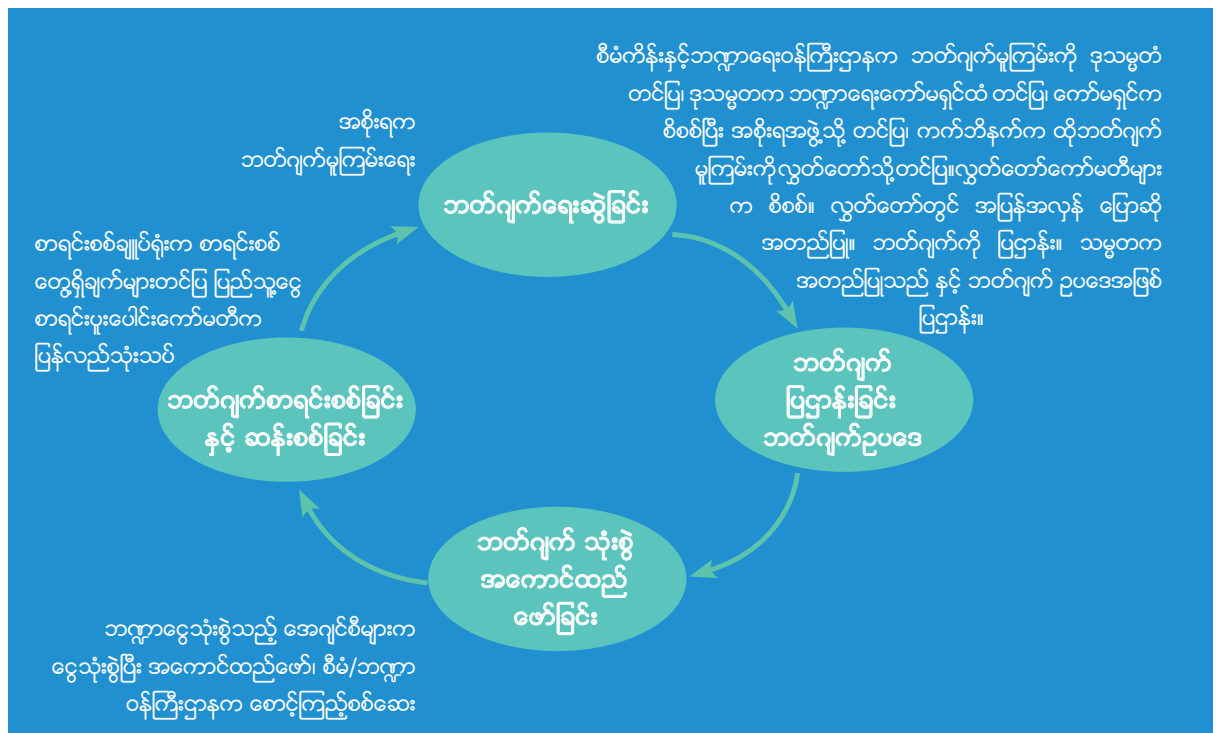 အစိုးရက
ဘတ်ဂျက်မူကြမ်းရေး
ဘတ်ဂျက်ရေးဆွဲခြင်း
စီမံကိန်းနှင့်ဘဏ္ဍာရေးဝန်ကြီးဌာနက ဘတ်ဂျက်မူကြမ်းကို ဒုသမ္မတံ
တင်ပြ၊ ဒုသမ္မတက ဘဏ္ဍာရေးကော်မရှင်ထံ တင်ပြ၊ ကော်မရှင်က
စိစစ်ပြီး အစိုးရအဖွဲ့သို့ တင်ပြ၊ ကက်ဘိနက်က ထိုဘတ်ဂျက်
မူကြမ်းကိုလွှတ်တော်သို့တင်ပြ။လွှတ်တော်ကော်မတီများ
က စိစစ်။ လွှတ်တော်တွင် အပြန်အလှန် ပြောဆို
အတည်ပြု။ ဘတ်ဂျက်ကို ပြဌာန်း။ သမ္မတက
အတည်ပြုသည် နှင့် ဘတ်ဂျက် ဥပဒေအဖြစ်
ပြဌာန်း။
ဘတ်ဂျက်
ပြဌာန်းခြင်း
ဘတ်ဂျက်ဥပဒေ
ဘတ်ဂျက် သုံးစွဲ
အကောင်ထည်
ဖော်ခြင်း
ဘဏ္ဍာငွေသုံးစွဲသည့် အေဂျင်စီများက
ငွေသုံးစွဲပြီး အကောင်ထည်ဖော်၊ စီမံ/ဘဏ္ဍာ
ဝန်ကြီးဌာနက စောင့်ကြည့်စစ်ဆေး
စာရင်းစစ်ချူပ်ရုံးက စာရင်းစစ်
တွေ့ရှိချက်များတင်ပြ ပြည်သူ့ငွေ
စာရင်းပူးပေါင်းကော်မတီက
ပြန်လည်သုံးသပ်
ဘတ်ဂျက်စာရင်းစစ်ခြင်း
နှင့် ဆန်းစစ်ခြင်း